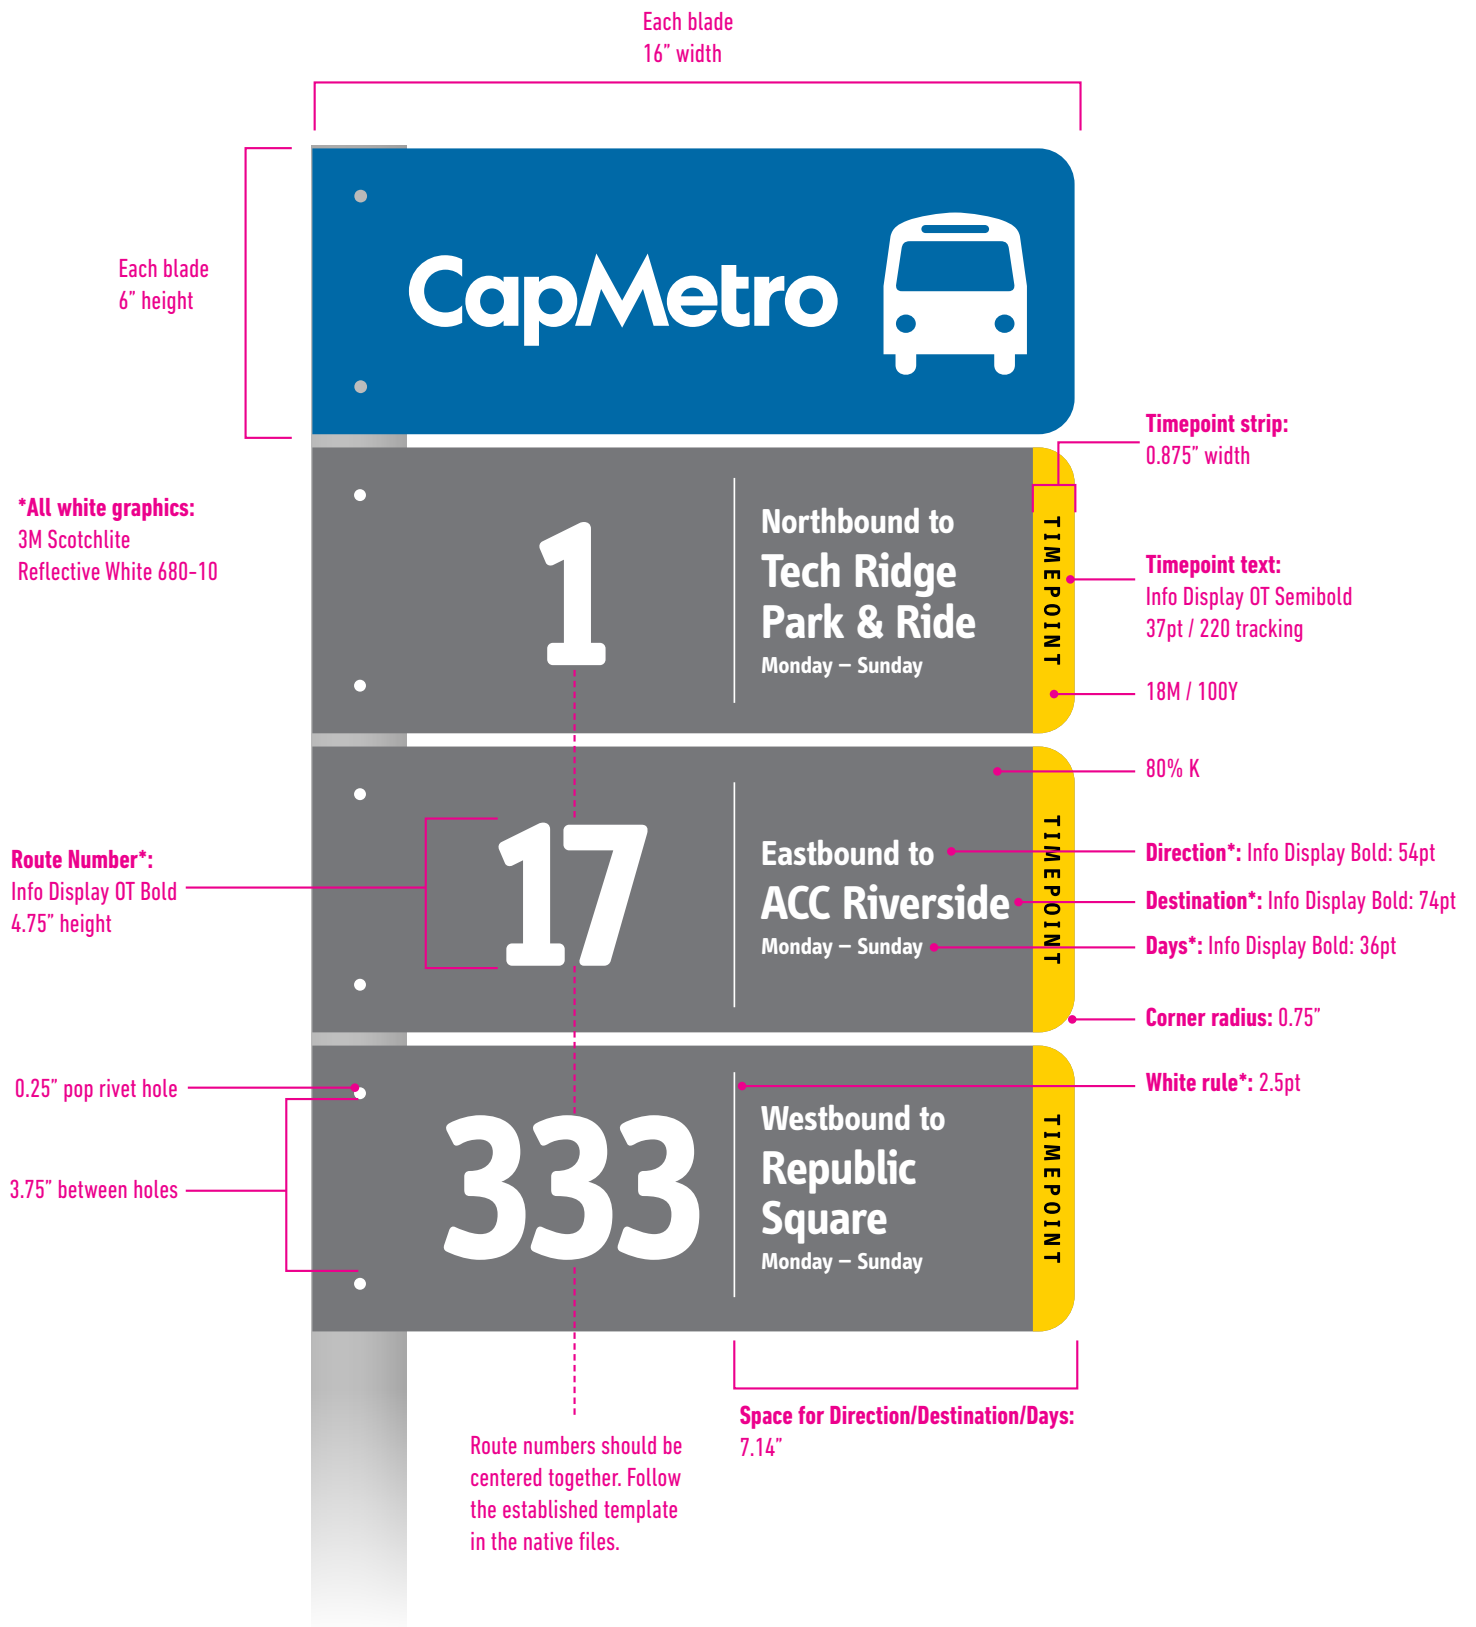 Each blade
16” width
Each blade
6” height
CapMetro
Timepoint strip:
0.875” width
*All white graphics:
3M Scotchlite
Reflective White 680-10
1
Northbound to
Tech Ridge
Park & Ride
Monday – Sunday
TIMEPOINT
Timepoint text:
Info Display OT Semibold
37pt / 220 tracking
18M / 100Y
80% K
Route Number*:
Info Display OT Bold
4.75” height
17
Eastbound to
ACC Riverside
Monday – Sunday
TIMEPOINT
Direction*: Info Display Bold: 54pt
Destination*: Info Display Bold: 74pt
Days*: Info Display Bold: 36pt
Corner radius: 0.75”
White rule*: 2.5pt
0.25” pop rivet hole
3.75” between holes
333
Westbound to
Republic
Square
Monday – Sunday
TIMEPOINT
Space for Direction/Destination/Days:
7.14”
Route numbers should be
centered together. Follow
the established template
in the native files.